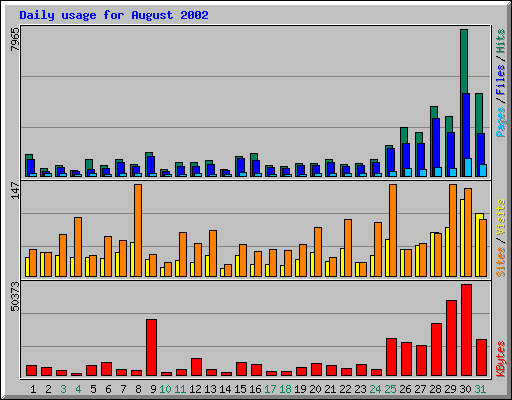 Daily usage for August 2002
7965
Pages / Files / Hits
147
Sites / Visits
50373
KBytes
1 2 3 4 5 6 7 8 9 10 11 12 13 14 15 16 17 18 19 20 21 22 23 24 25 26 27 28 29 30 31